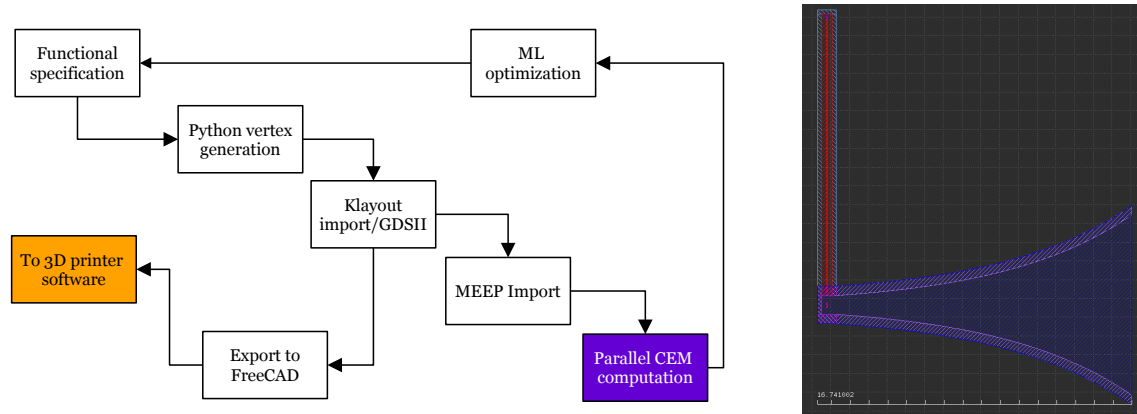 Functional
specification
ML
optimization
Python vertex
generation
Klayout
import/GDSII
To 3D printer
software
MEEP Import
Export to
FreeCAD
Parallel CEM
computation
16.741002